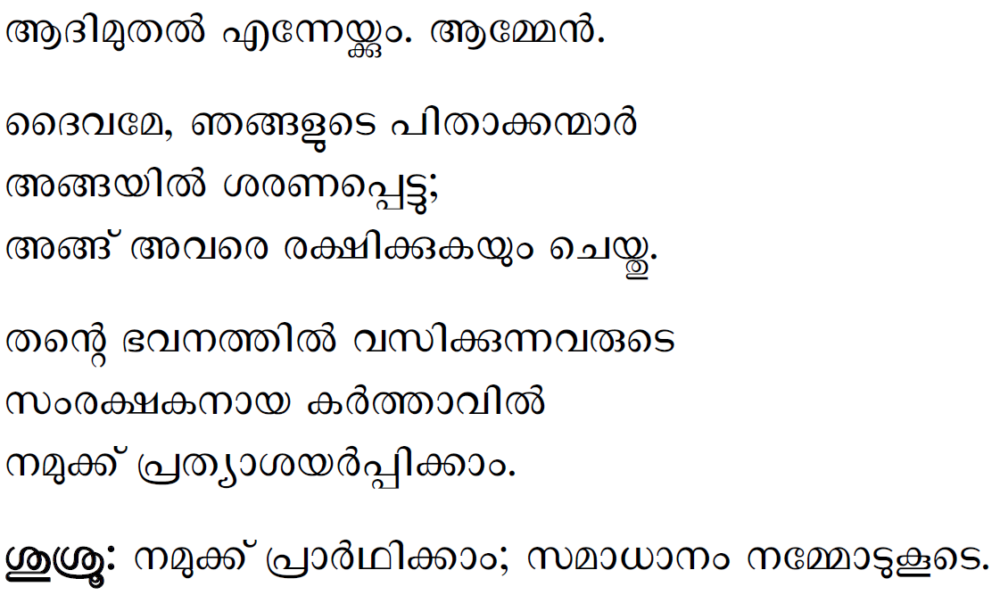 ആദിമുതൽ എന്നേയ്ക്കും. ആമ്മേൻ.
ദൈവമേ, ഞങ്ങളുടെ പിതാക്കന്മാർ
അങ്ങയിൽ ശരണപ്പെട്ടു;
അങ്ങ് അവരെ രക്ഷിക്കുകയും ചെയ്തു.
തന്റെ ഭവനത്തിൽ വസിക്കുന്നവരുടെ
സംരക്ഷകനായ കർത്താവിൽ
നമുക്ക് പ്രത്യാശയർപ്പിക്കാം.
ശുശ്രൂ: നമുക്ക് പ്രാർഥിക്കാം; സമാധാനം നമ്മോടുകൂടെ.